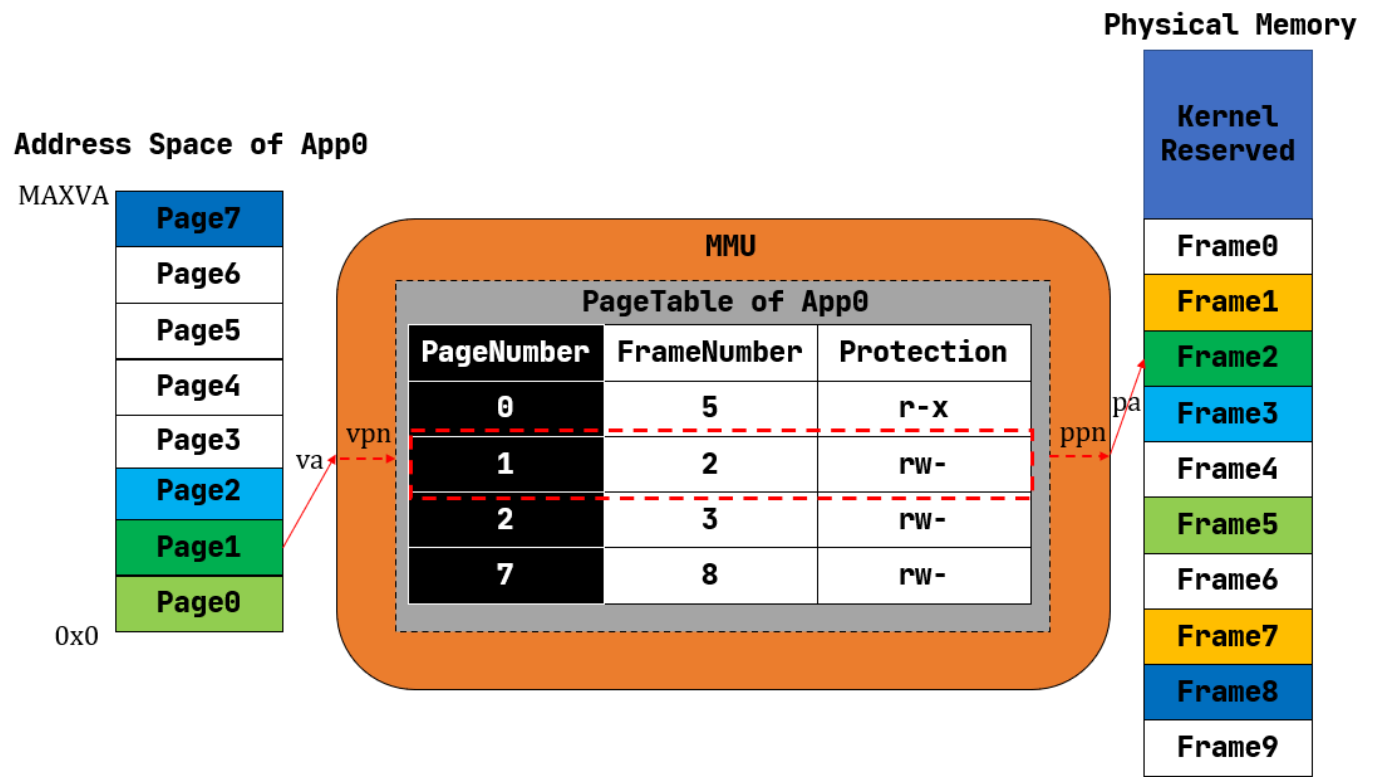 Physical Memory
Kernel
Reserved
Address Space of App0
MAXVA
Page7
Page6
Page5
Page4
Page3
Page2
Page1
Page0
0x0
va
vpn
MMU
PageTable of App0
PageNumber FrameNumber Protection
0 5 r-x
1 2 rw-
2 3 rw-
7 8 rw-
ppn
pa
Frame0
Frame1
Frame2
Frame3
Frame4
Frame5
Frame6
Frame7
Frame8
Frame9